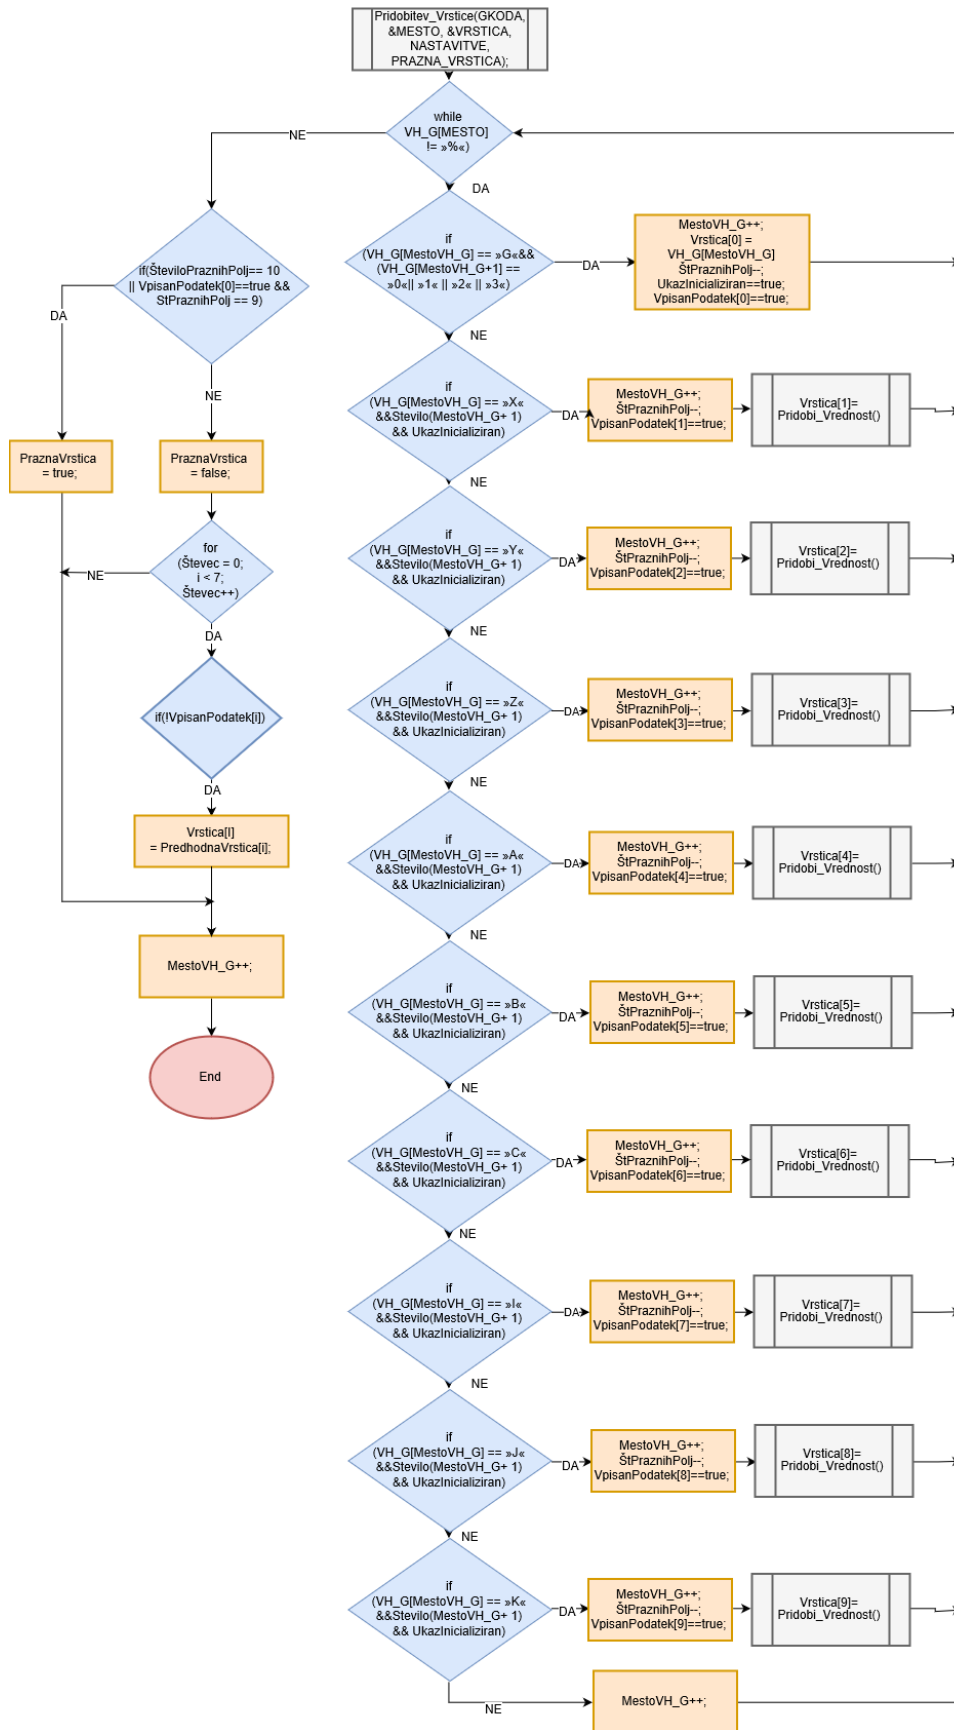 Pridobitev_Vrstice(GKODA,
&MESTO, &VRSTICA,
NASTAVITVE,
PRAZNA_VRSTICA);
while
VH_G[MESTO]
!= »%«)
NE
DA
if
(VH_G[MestoVH_G] == »G«&&
(VH_G[MestoVH_G+1] ==
»0«|| »1« || »2« || »3«)
DA
MestoVH_G++;
Vrstica[0] =
VH_G[MestoVH_G]
ŠtPraznihPolj--;
UkazInicializiran==true;
VpisanPodatek[0]==true;
NE
if(ŠteviloPraznihPolj== 10
|| VpisanPodatek[0]==true &&
StPraznihPolj == 9)
DA
NE
PraznaVrstica
= true;
PraznaVrstica
= false;
for
(Števec = 0;
i < 7;
Števec++)
NE
DA
if(!VpisanPodatek[i])
DA
Vrstica[I]
= PredhodnaVrstica[i];
MestoVH_G++;
End
if
(VH_G[MestoVH_G] == »X«
&&Stevilo(MestoVH_G+ 1)
&& UkazInicializiran)
DA
MestoVH_G++;
ŠtPraznihPolj--;
VpisanPodatek[1]==true;
Vrstica[1]=
Pridobi_Vrednost()
NE
if
(VH_G[MestoVH_G] == »Y«
&&Stevilo(MestoVH_G+ 1)
&& UkazInicializiran)
DA
MestoVH_G++;
ŠtPraznihPolj--;
VpisanPodatek[2]==true;
Vrstica[2]=
Pridobi_Vrednost()
NE
if
(VH_G[MestoVH_G] == »Z«
&&Stevilo(MestoVH_G+ 1)
&& UkazInicializiran)
DA
MestoVH_G++;
ŠtPraznihPolj--;
VpisanPodatek[3]==true;
Vrstica[3]=
Pridobi_Vrednost()
NE
if
(VH_G[MestoVH_G] == »A«
&&Stevilo(MestoVH_G+ 1)
&& UkazInicializiran)
DA
MestoVH_G++;
ŠtPraznihPolj--;
VpisanPodatek[4]==true;
Vrstica[4]=
Pridobi_Vrednost()
NE
if
(VH_G[MestoVH_G] == »B«
&&Stevilo(MestoVH_G+ 1)
&& UkazInicializiran)
DA
MestoVH_G++;
ŠtPraznihPolj--;
VpisanPodatek[5]==true;
Vrstica[5]=
Pridobi_Vrednost()
NE
if
(VH_G[MestoVH_G] == »C«
&&Stevilo(MestoVH_G+ 1)
&& UkazInicializiran)
DA
MestoVH_G++;
ŠtPraznihPolj--;
VpisanPodatek[6]==true;
Vrstica[6]=
Pridobi_Vrednost()
NE
if
(VH_G[MestoVH_G] == »I«
&&Stevilo(MestoVH_G+ 1)
&& UkazInicializiran)
DA
MestoVH_G++;
ŠtPraznihPolj--;
VpisanPodatek[7]==true;
Vrstica[7]=
Pridobi_Vrednost()
NE
if
(VH_G[MestoVH_G] == »J«
&&Stevilo(MestoVH_G+ 1)
&& UkazInicializiran)
DA
MestoVH_G++;
ŠtPraznihPolj--;
VpisanPodatek[8]==true;
Vrstica[8]=
Pridobi_Vrednost()
NE
if
(VH_G[MestoVH_G] == »K«
&&Stevilo(MestoVH_G+ 1)
&& UkazInicializiran)
DA
MestoVH_G++;
ŠtPraznihPolj--;
VpisanPodatek[9]==true;
Vrstica[9]=
Pridobi_Vrednost()
NE
MestoVH_G++;